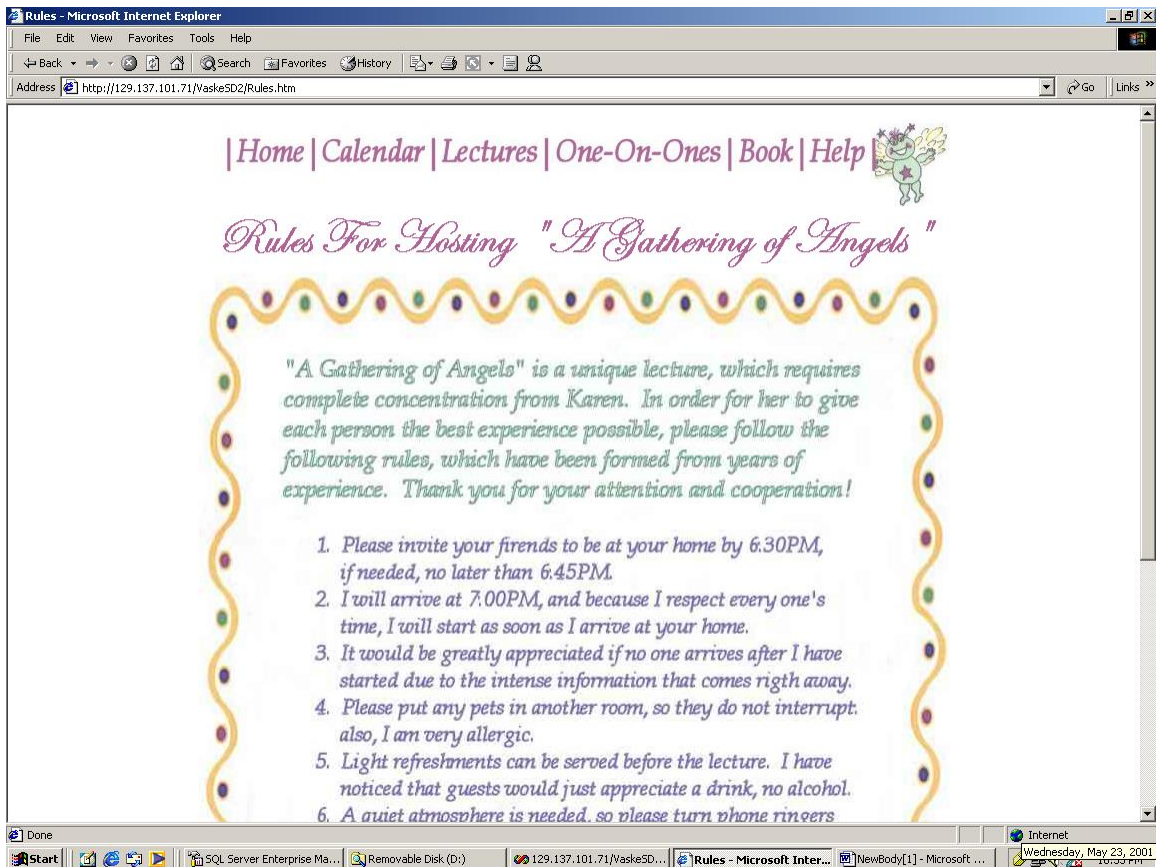 Rules - Microsoft Internet Explorer
File Edit View Favorites Tools Help
Back Search Favorites History
Address http://129.137.101.71/VaskeSD2/Rules.htm Go Links »
|Home|Calendar|Lectures|One-On-Ones|Book|Help|
Rules For Hosting "A Gathering of Angels"
"A Gathering of Angels" is a unique lecture, which requires
complete concentration from Karen. In order for her to give
each person the best experience possible, please follow the
following rules, which have been formed from years of
experience. Thank you for your attention and cooperation!
1. Please invite your firends to be at your home by 6:30PM,
if needed, no later than 6:45PM.
2. I will arrive at 7:00PM, and because I respect every one's
time, I will start as soon as I arrive at your home.
3. It would be greatly appreciated if no one arrives after I have
started due to the intense information that comes rigth away.
4. Please put any pets in another room, so they do not interrupt.
also, I am very allergic.
5. Light refreshments can be served before the lecture. I have
noticed that guests would just appreciate a drink, no alcohol.
6. A quiet atmosphere is needed, so please turn phone ringers
Done Internet
Start SQL Server Enterprise Ma... Removable Disk (D:) 129.137.101.71/VaskeSD... Rules - Microsoft Inter... NewBody[1] - Microsoft ...
Wednesday, May 23, 2001